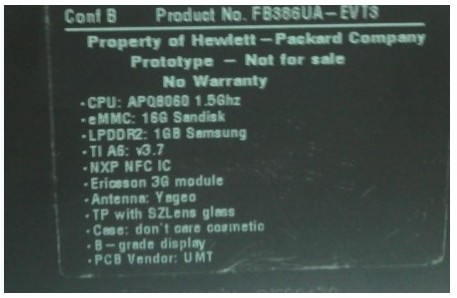 Conf B Product No. FB386UA-EVT3
Property of Hewlett-Packard Company
Prototype - Not for sale
No Warranty
•CPU: APQ8060 1.5Ghz
•eMMC: 16G Sandisk
•LPDDR2: 1GB Samsung
•TI A6: v3.7
•NXP NFC IC
•Ericsson 3G module
•Antenna: Yageo
•TP with SZLens glass
•Case: don't care cosmetic
•B-grade display
•PCB Vendor: UMT